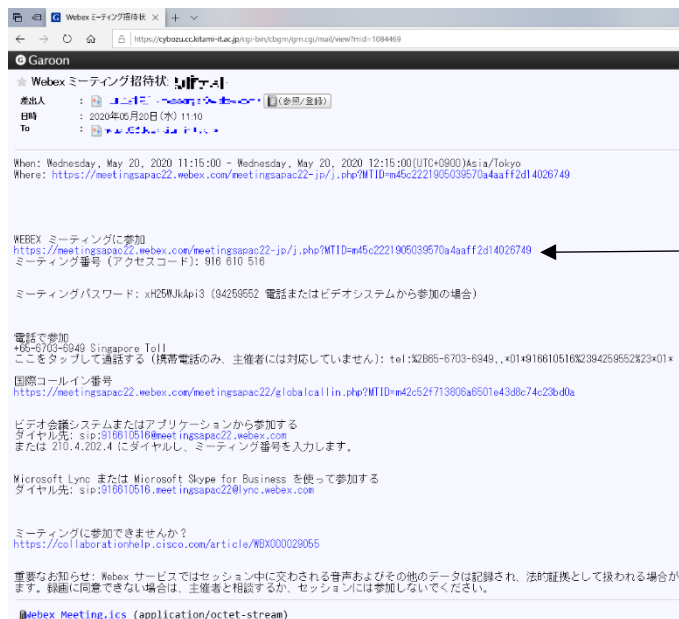 Webex ミーティング招待状
https://cybozu.cc.kitami-it.ac.jp/cgi-bin/cbgrn/grn.cgi/mail/view?mid=1084469
Garoon
Webex ミーティング招待状:
差出人 : (参照/登録)
日時 : 2020年05月20日(水) 11:10
To :
When: Wednesday, May 20, 2020 11:15:00 - Wednesday, May 20, 2020 12:15:00(UTC+0900)Asia/Tokyo
Where: https://meetingsapac22.webex.com/meetingsapac22-jp/j.php?MTID=m45c2221905039570a4aaff2d14026749
WEBEX ミーティングに参加
https://meetingsapac22.webex.com/meetingsapac22-jp/j.php?MTID=m45c2221905039570a4aaff2d14026749
ミーティング番号 (アクセスコード): 916 610 516
ミーティングパスワード: xH25WJkApi3 (94259552 電話またはビデオシステムから参加の場合)
電話で参加
+65-6703-6949 Singapore Toll
ここをタップして通話する (携帯電話のみ、主催者には対応していません): tel:%2B65-6703-6949,,*01*916610516%2394259552%23*01*
国際コールイン番号
https://meetingsapac22.webex.com/meetingsapac22/globalcallin.php?MTID=m42c52f713806a6501e43d8c74c23bd0a
ビデオ会議システムまたはアプリケーションから参加する
ダイヤル先: sip:916610516@meetingsapac22.webex.com
または 210.4.202.4 にダイヤルし、ミーティング番号を入力します。
Microsoft Lync または Microsoft Skype for Business を使って参加する
ダイヤル先: sip:916610516.meetingsapac22@lync.webex.com
ミーティングに参加できませんか?
https://collaborationhelp.cisco.com/article/WBX000029055
重要なお知らせ: Webex サービスではセッション中に交わされる音声およびその他のデータは記録され、法的証拠として扱われる場合が
ます。録画に同意できない場合は、主催者と相談するか、セッションには参加しないでください。
Webex_Meeting.ics (application/octet-stream)